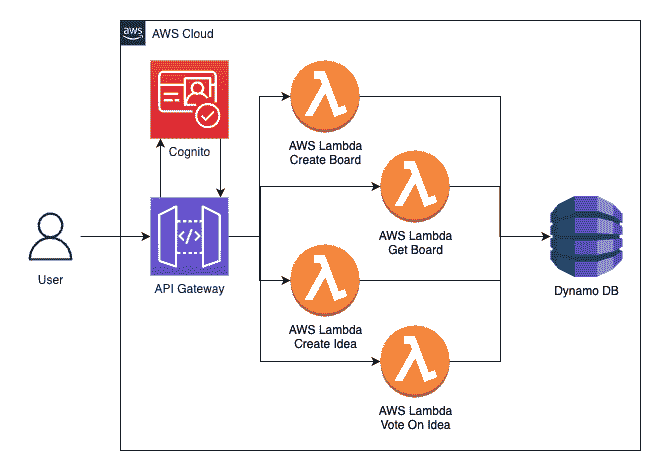 aws
AWS Cloud
Cognito
AWS Lambda
Create Board
AWS Lambda
Get Board
User
API Gateway
Dynamo DB
AWS Lambda
Create Idea
AWS Lambda
Vote On Idea